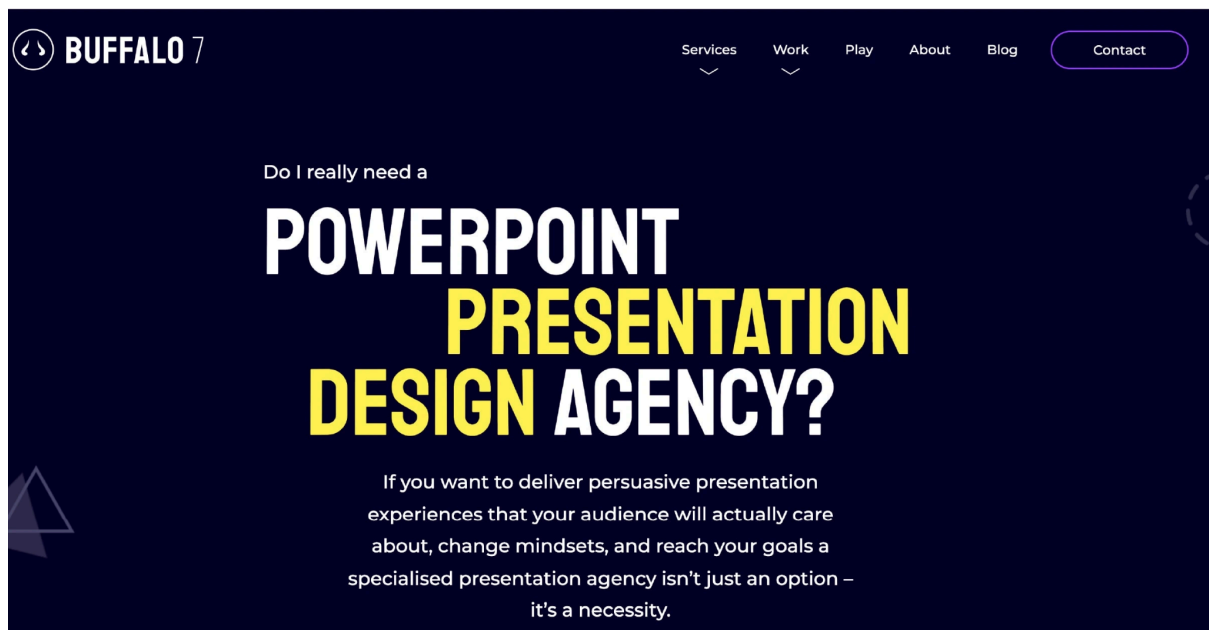 BUFFALO 7
Services Work Play About Blog Contact
Do I really need a
POWERPOINT
PRESENTATION
DESIGN AGENCY?
If you want to deliver persuasive presentation
experiences that your audience will actually care
about, change mindsets, and reach your goals a
specialised presentation agency isn’t just an option –
it’s a necessity.